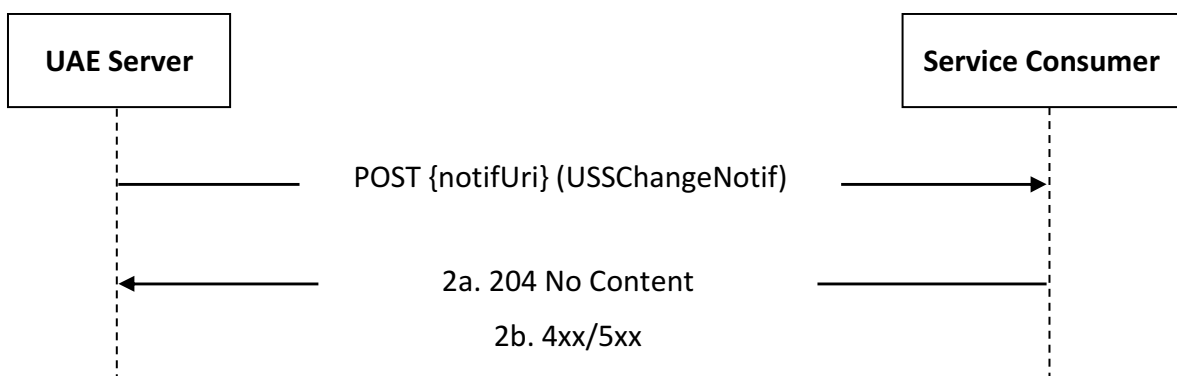 UAE Server
Service Consumer
POST {notifUri} (USSChangeNotif)
2a. 204 No Content
2b. 4xx/5xx